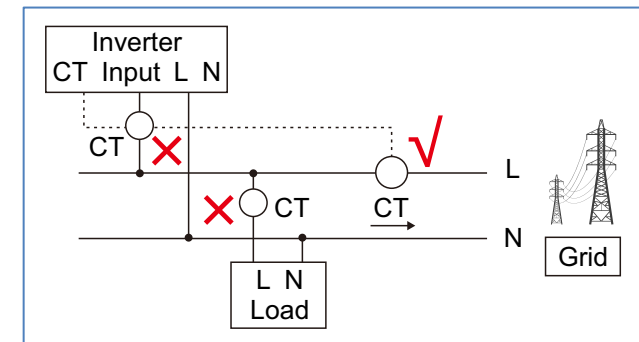 Inverter
CT Input L N
CT
L
CT
CT
N
L N
Load
Grid